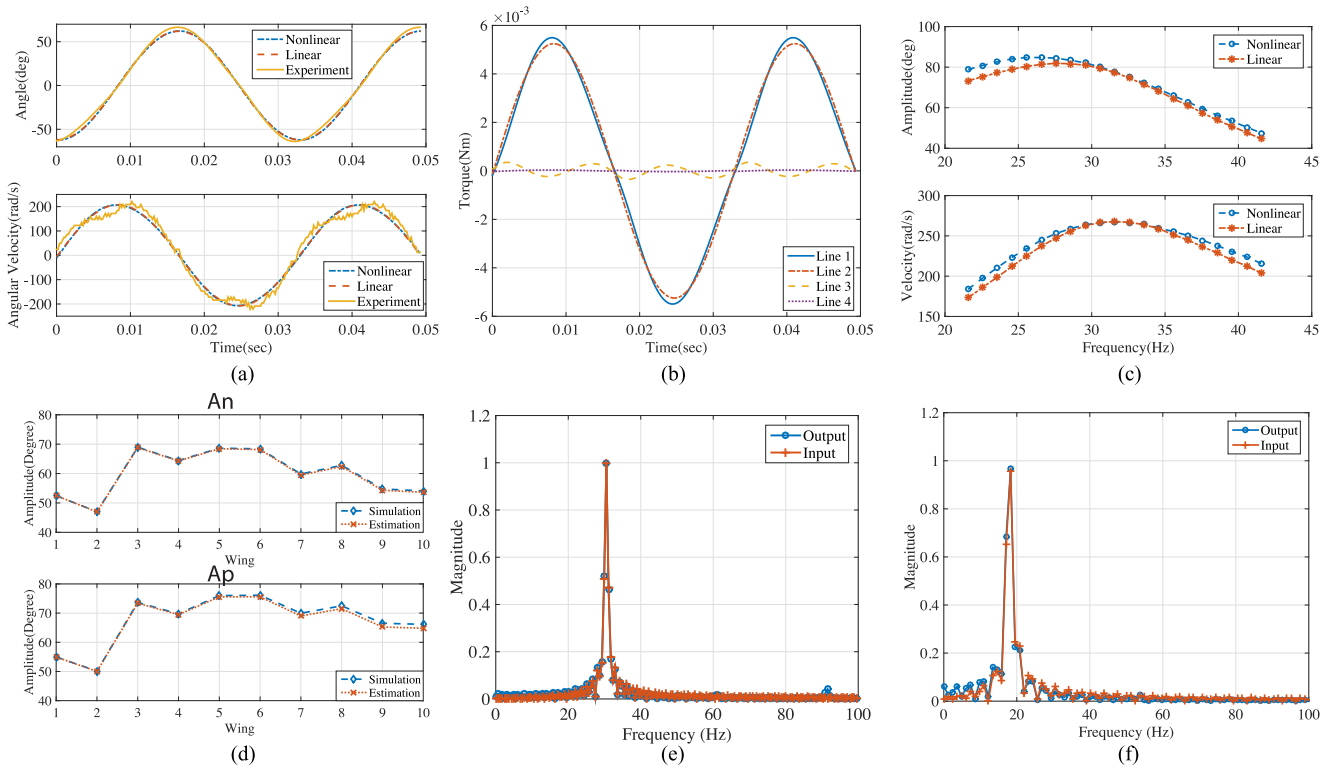 Angle(deg)
50
0
-50
0
0.01
0.02
0.03
0.04
0.05
Nonlinear
Linear
Experiment
Angular Velocity(rad/s)
200
100
0
-100
-200
0
0.01
0.02
0.03
0.04
0.05
Nonlinear
Linear
Experiment
Time(sec)
(a)
×10⁻³
Torque(Nm)
6
4
2
0
-2
-4
-6
0
0.01
0.02
0.03
0.04
0.05
Line 1
Line 2
Line 3
Line 4
Time(sec)
(b)
Amplitude(deg)
100
80
60
40
20
25
30
35
40
45
Nonlinear
Linear
Velocity(rad/s)
300
250
200
150
20
25
30
35
40
45
Nonlinear
Linear
Frequency(Hz)
(c)
An
Amplitude(Degree)
80
70
60
50
40
1
2
3
4
5
6
7
8
9
10
Simulation
Estimation
Wing
Ap
Amplitude(Degree)
80
70
60
50
40
1
2
3
4
5
6
7
8
9
10
Simulation
Estimation
Wing
(d)
Magnitude
1.2
1
0.8
0.6
0.4
0.2
0
0
20
40
60
80
100
Output
Input
Frequency (Hz)
(e)
Magnitude
1.2
1
0.8
0.6
0.4
0.2
0
0
20
40
60
80
100
Output
Input
Frequency (Hz)
(f)